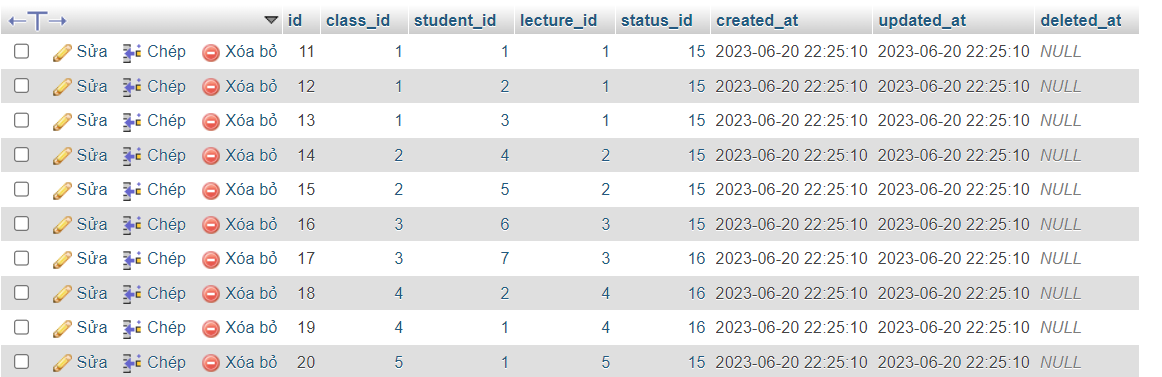 id class_id student_id lecture_id status_id created_at updated_at deleted_at
Sửa Chép Xóa bỏ 11 1 1 1 15 2023-06-20 22:25:10 2023-06-20 22:25:10 NULL
Sửa Chép Xóa bỏ 12 1 2 1 15 2023-06-20 22:25:10 2023-06-20 22:25:10 NULL
Sửa Chép Xóa bỏ 13 1 3 1 15 2023-06-20 22:25:10 2023-06-20 22:25:10 NULL
Sửa Chép Xóa bỏ 14 2 4 2 15 2023-06-20 22:25:10 2023-06-20 22:25:10 NULL
Sửa Chép Xóa bỏ 15 2 5 2 15 2023-06-20 22:25:10 2023-06-20 22:25:10 NULL
Sửa Chép Xóa bỏ 16 3 6 3 15 2023-06-20 22:25:10 2023-06-20 22:25:10 NULL
Sửa Chép Xóa bỏ 17 3 7 3 16 2023-06-20 22:25:10 2023-06-20 22:25:10 NULL
Sửa Chép Xóa bỏ 18 4 2 4 16 2023-06-20 22:25:10 2023-06-20 22:25:10 NULL
Sửa Chép Xóa bỏ 19 4 1 4 16 2023-06-20 22:25:10 2023-06-20 22:25:10 NULL
Sửa Chép Xóa bỏ 20 5 1 5 15 2023-06-20 22:25:10 2023-06-20 22:25:10 NULL